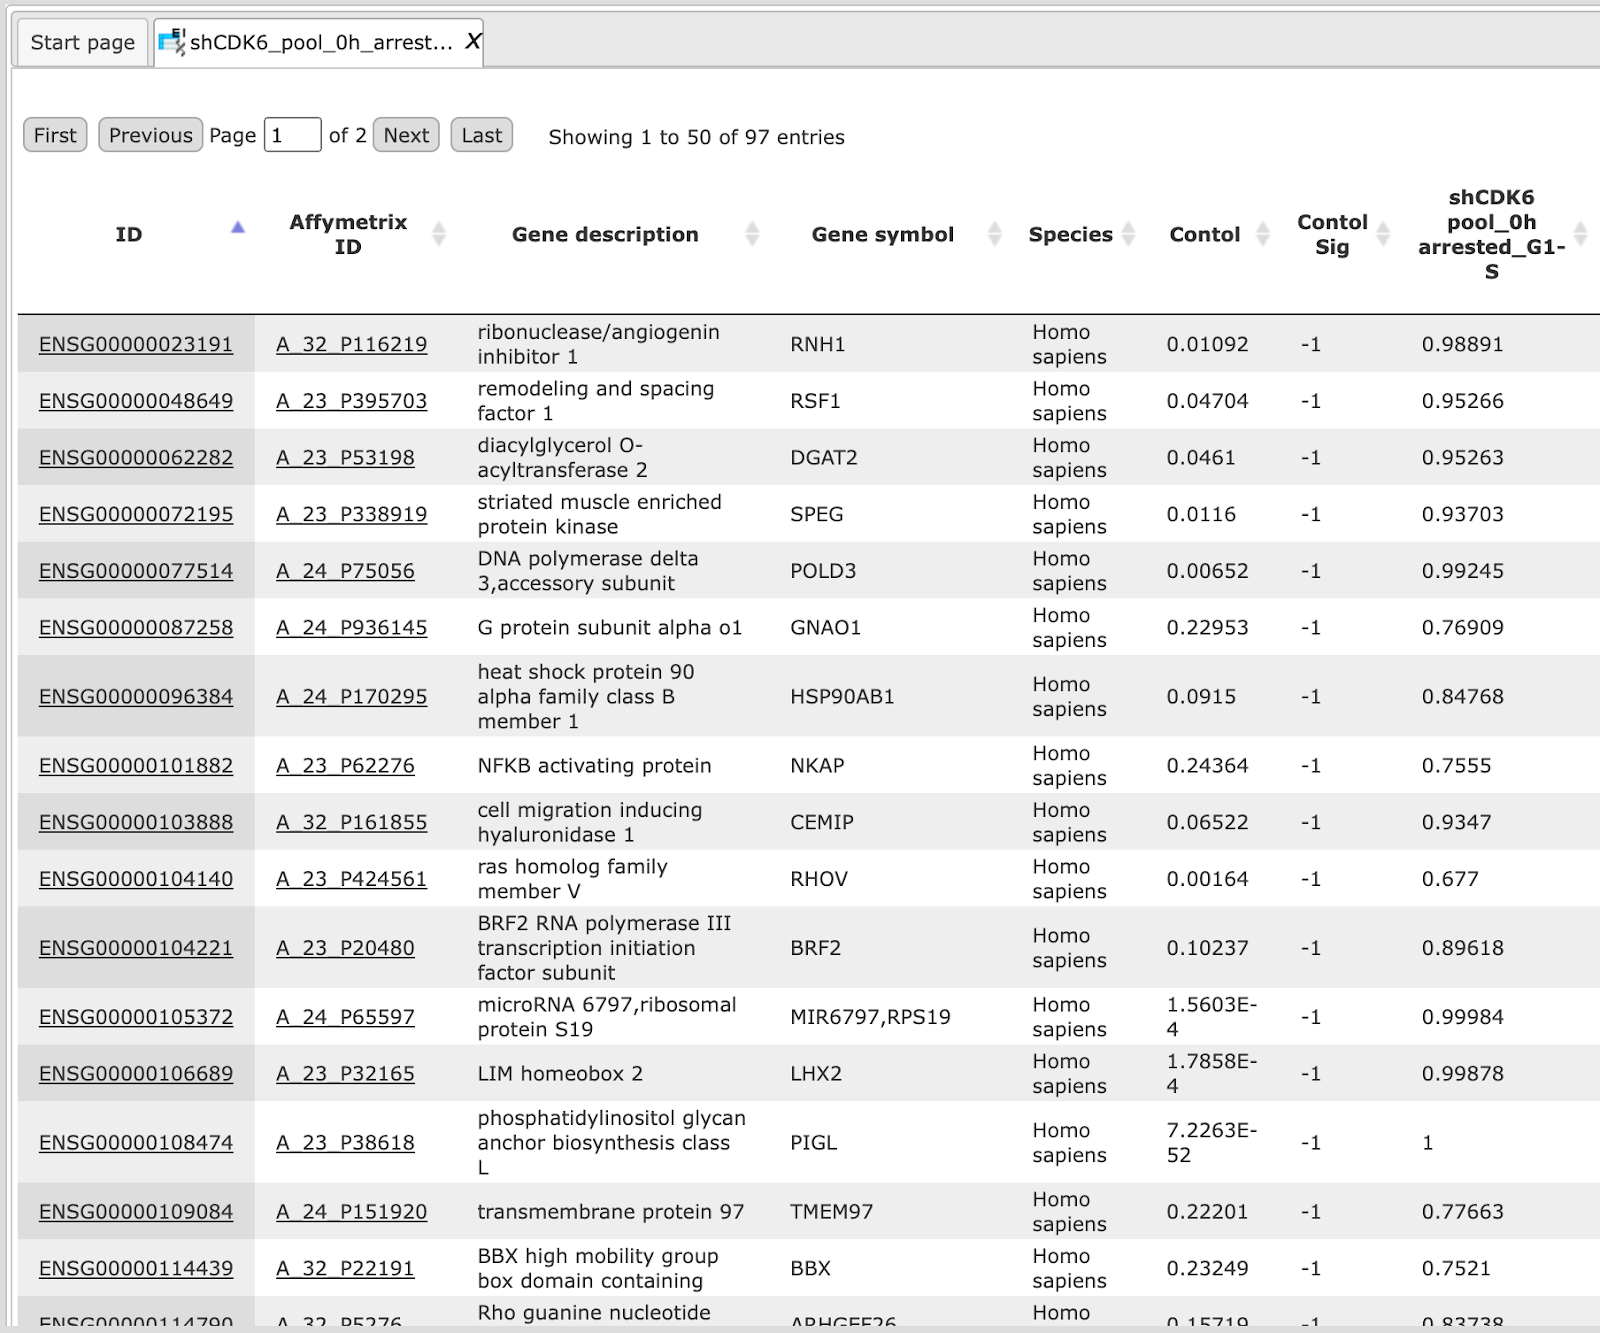 Start page
shCDK6_pool_0h_arrest... X
First Previous Page 1 of 2 Next Last Showing 1 to 50 of 97 entries
ID Affymetrix ID Gene description Gene symbol Species Contol Contol Sig shCDK6 pool_0h arrested_G1-S
ENSG00000023191 A_32_P116219 ribonuclease/angiogenin inhibitor 1 RNH1 Homo sapiens 0.01092 -1 0.98891
ENSG00000048649 A_23_P395703 remodeling and spacing factor 1 RSF1 Homo sapiens 0.04704 -1 0.95266
ENSG00000062282 A_23_P53198 diacylglycerol O-acyltransferase 2 DGAT2 Homo sapiens 0.0461 -1 0.95263
ENSG00000072195 A_23_P338919 striated muscle enriched protein kinase SPEG Homo sapiens 0.0116 -1 0.93703
ENSG00000077514 A_24_P75056 DNA polymerase delta 3,accessory subunit POLD3 Homo sapiens 0.00652 -1 0.99245
ENSG00000087258 A_24_P936145 G protein subunit alpha o1 GNAO1 Homo sapiens 0.22953 -1 0.76909
ENSG00000096384 A_24_P170295 heat shock protein 90 alpha family class B member 1 HSP90AB1 Homo sapiens 0.0915 -1 0.84768
ENSG00000101882 A_23_P62276 NFKB activating protein NKAP Homo sapiens 0.24364 -1 0.7555
ENSG00000103888 A_32_P161855 cell migration inducing hyaluronidase 1 CEMIP Homo sapiens 0.06522 -1 0.9347
ENSG00000104140 A_23_P424561 ras homolog family member V RHOV Homo sapiens 0.00164 -1 0.677
ENSG00000104221 A_23_P20480 BRF2 RNA polymerase III transcription initiation factor subunit BRF2 Homo sapiens 0.10237 -1 0.89618
ENSG00000105372 A_24_P65597 microRNA 6797,ribosomal protein S19 MIR6797,RPS19 Homo sapiens 1.5603E-4 -1 0.99984
ENSG00000106689 A_23_P32165 LIM homeobox 2 LHX2 Homo sapiens 1.7858E-4 -1 0.99878
ENSG00000108474 A_23_P38618 phosphatidylinositol glycan anchor biosynthesis class L PIGL Homo sapiens 7.2263E-52 -1 1
ENSG00000109084 A_24_P151920 transmembrane protein 97 TMEM97 Homo sapiens 0.22201 -1 0.77663
ENSG00000114439 A_32_P22191 BBX high mobility group box domain containing BBX Homo sapiens 0.23249 -1 0.7521
ENSG00000114790 A_32_P5276 Rho guanine nucleotide ARHGEF26 Homo 0.15719 -1 0.83738